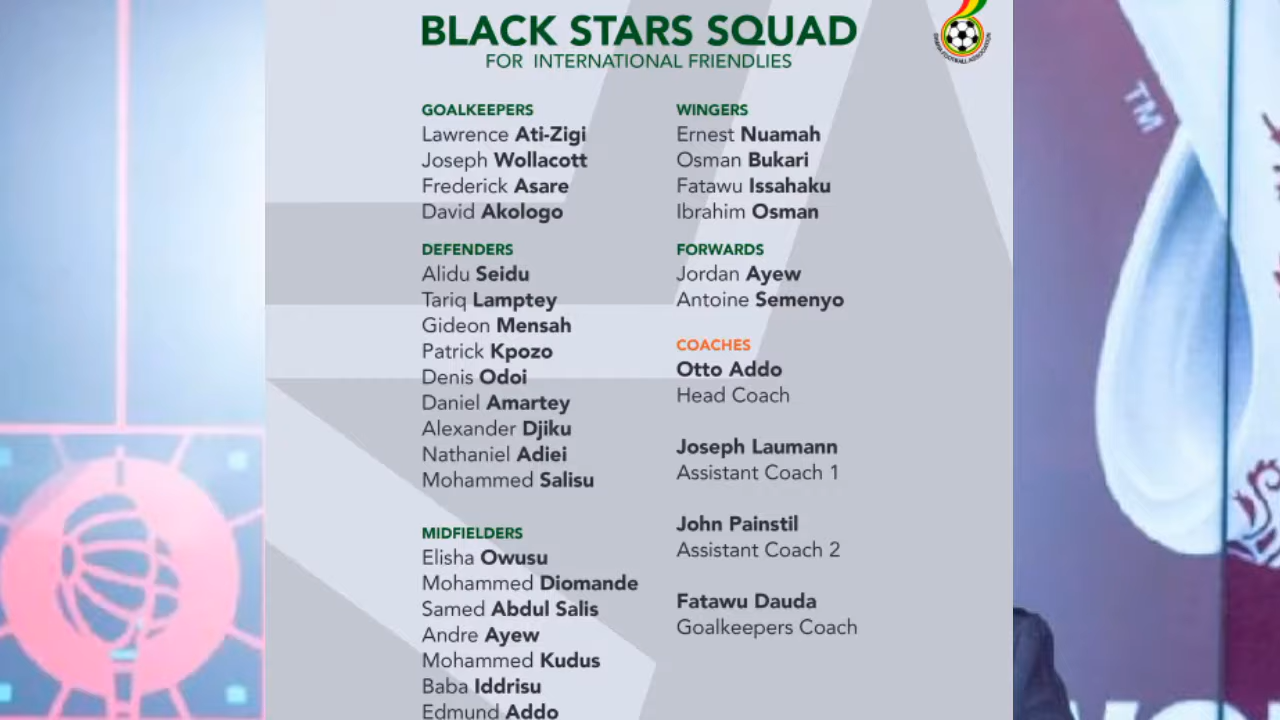 BLACK STARS SQUAD
FOR INTERNATIONAL FRIENDLIES
GHANA FOOTBALL ASSOCIATION
GOALKEEPERS
Lawrence Ati-Zigi
Joseph Wollacott
Frederick Asare
David Akologo
DEFENDERS
Alidu Seidu
Tariq Lamptey
Gideon Mensah
Patrick Kpozo
Denis Odoi
Daniel Amartey
Alexander Djiku
Nathaniel Adiei
Mohammed Salisu
MIDFIELDERS
Elisha Owusu
Mohammed Diomande
Samed Abdul Salis
Andre Ayew
Mohammed Kudus
Baba Iddrisu
Edmund Addo
WINGERS
Ernest Nuamah
Osman Bukari
Fatawu Issahaku
Ibrahim Osman
FORWARDS
Jordan Ayew
Antoine Semenyo
COACHES
Otto Addo
Head Coach
Joseph Laumann
Assistant Coach 1
John Painstil
Assistant Coach 2
Fatawu Dauda
Goalkeepers Coach
TM